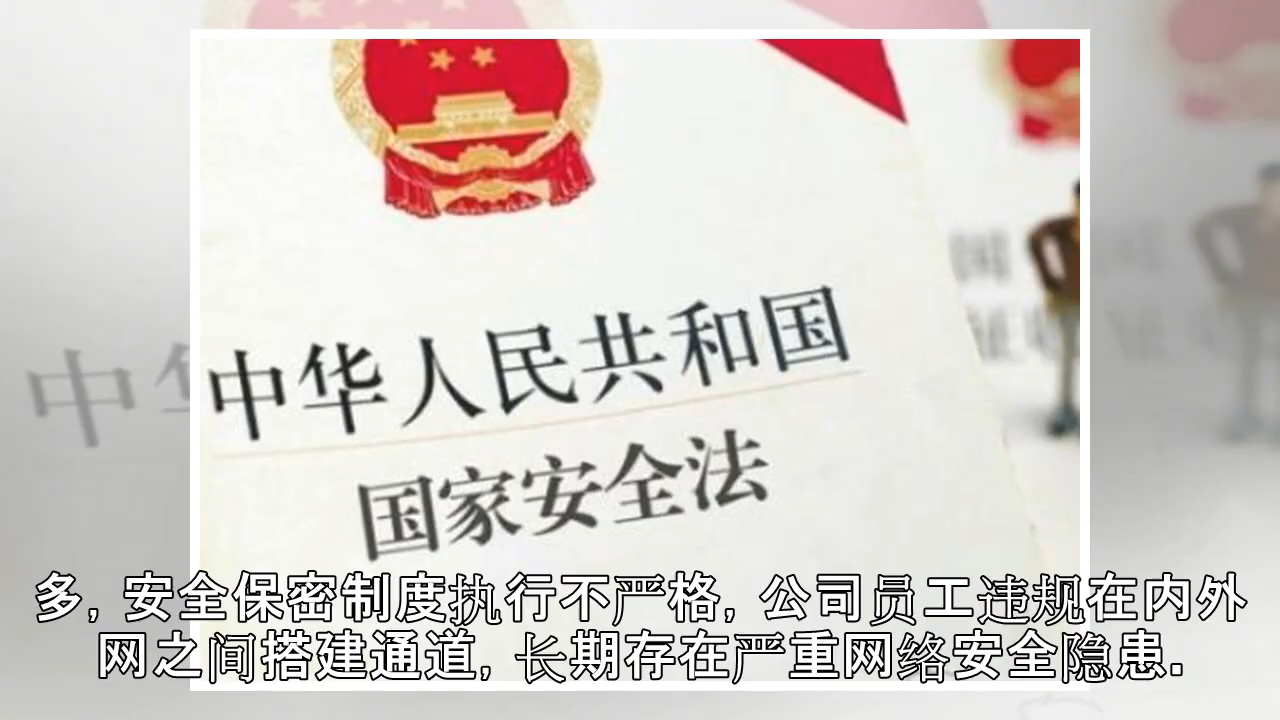 中华人民共和国
国家安全法
多, 安全保密制度执行不严格, 公司员工违规在内外
网之间搭建通道, 长期存在严重网络安全隐患.